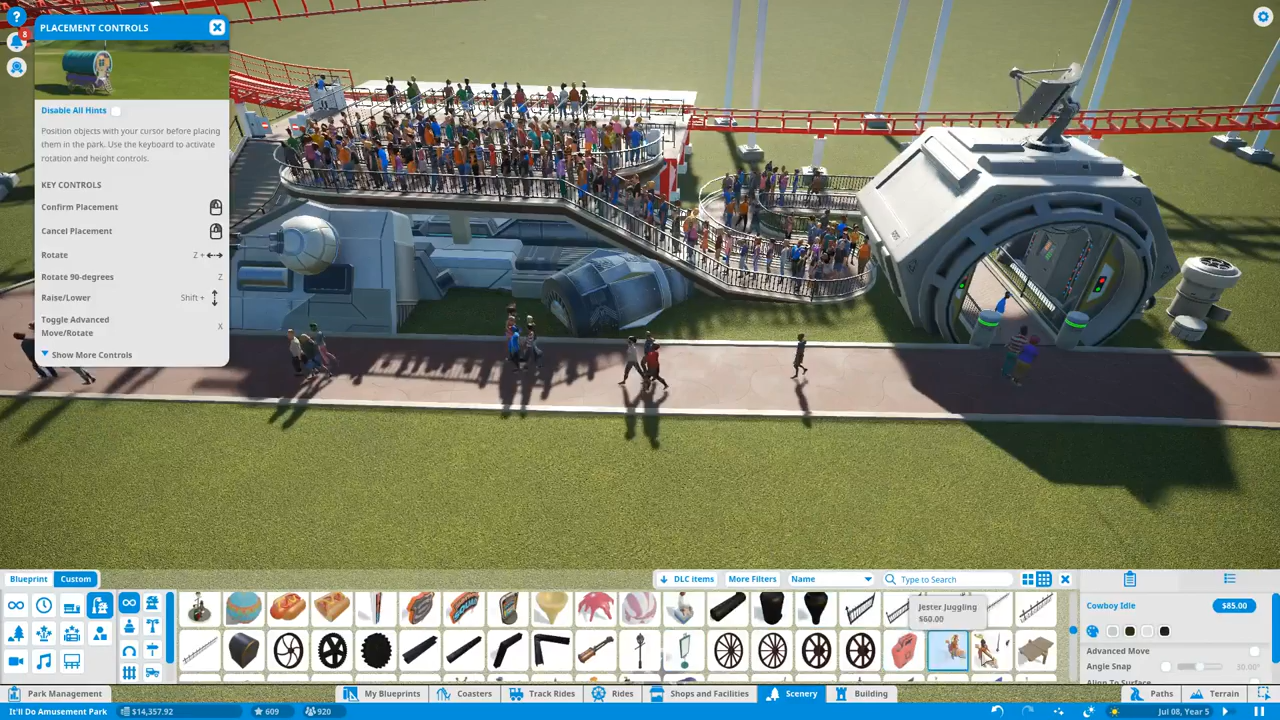 PLACEMENT CONTROLS
8
Disable All Hints
Position objects with your cursor before placing
them in the park. Use the keyboard to activate
rotation and height controls.
KEY CONTROLS
Confirm Placement
Cancel Placement
Rotate Z +
Rotate 90-degrees Z
Raise/Lower Shift +
Toggle Advanced
Move/Rotate X
Show More Controls
Blueprint Custom DLC items More Filters Name Type to Search
Jester Juggling
$60.00
Cowboy Idle $85.00
Advanced Move
Angle Snap 30.00°
Park Management My Blueprints Coasters Track Rides Rides Shops and Facilities Scenery Building Paths Terrain
It'll Do Amusement Park $14,357.92 609 920 Jul 08, Year 5